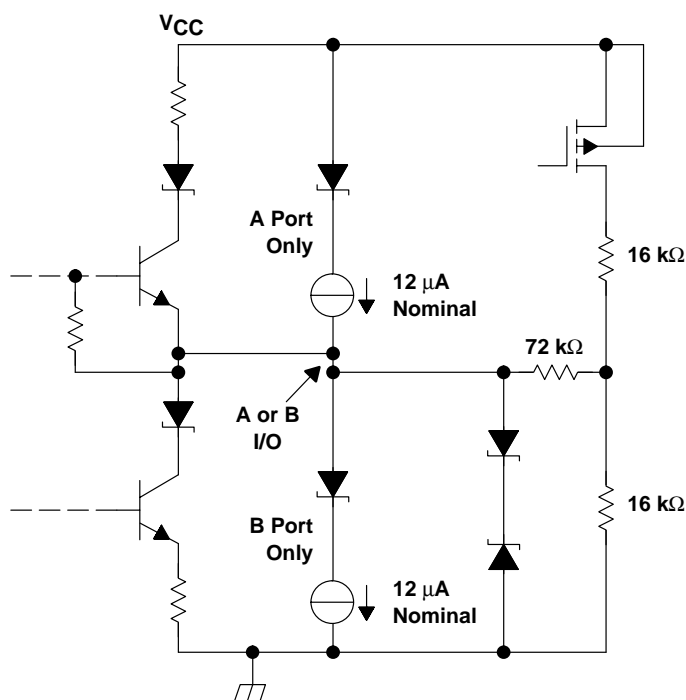 VCC
A Port
Only
12 μA
Nominal
16 kΩ
72 kΩ
A or B
I/O
B Port
Only
12 μA
Nominal
16 kΩ